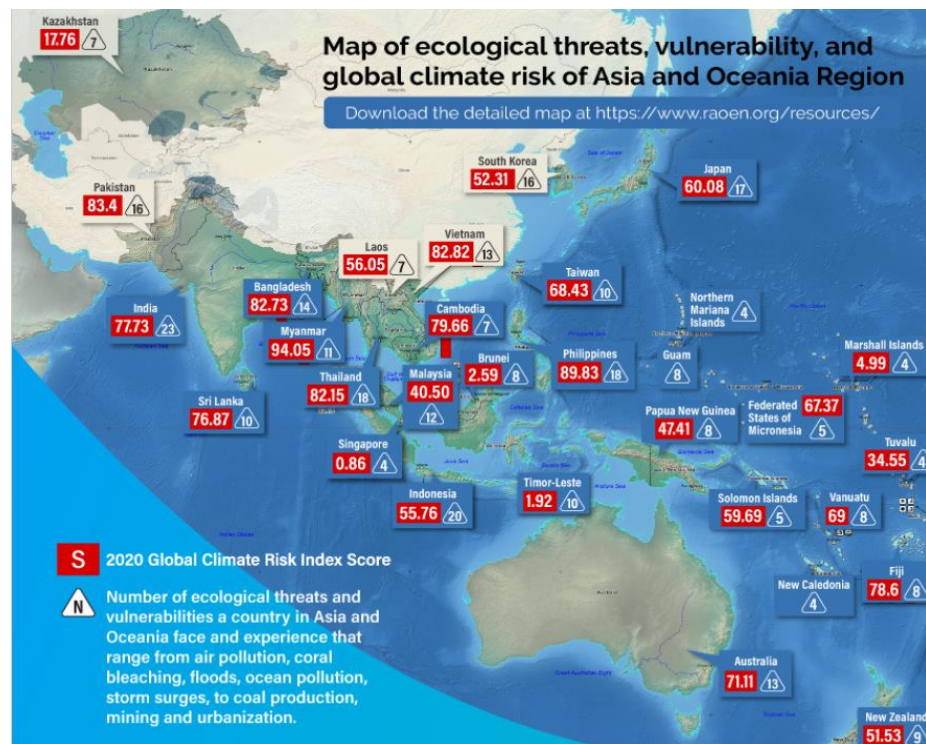 Kazakhstan
17.76 7
Map of ecological threats, vulnerability, and
global climate risk of Asia and Oceania Region
Download the detailed map at https://www.raoen.org/resources/
Kazakhstan
Sea of Japan
South Korea
52.31 16
Japan
60.08 17
Pakistan
83.4 16
Laos
56.05 7
Vietnam
82.82 13
Taiwan
68.43 10
Bangladesh
82.73 14
Cambodia
79.66 7
India
77.73 23
Northern
Mariana
Islands
4
Myanmar
94.05 11
Brunei
2.59 8
Philippines
89.83 18
Guam
8
Marshall Islands
4.99 4
Thailand
82.15 18
Malaysia
40.50
12
Sri Lanka
76.87 10
Papua New Guinea
47.41 8
Federated
States of
Micronesia
67.37
5
Singapore
0.86 4
Tuvalu
34.55 4
Timor-Leste
1.92 10
Indonesia
55.76 20
Solomon Islands
59.69 5
Vanuatu
69 8
S 2020 Global Climate Risk Index Score
New Caledonia
4
Fiji
78.6 8
N
Number of ecological threats and
vulnerabilities a country in Asia and
Oceania face and experience that
range from air pollution, coral
bleaching, floods, ocean pollution,
storm surges, to coal production,
mining and urbanization.
Australia
71.11 13
New Zealand
51.53 9